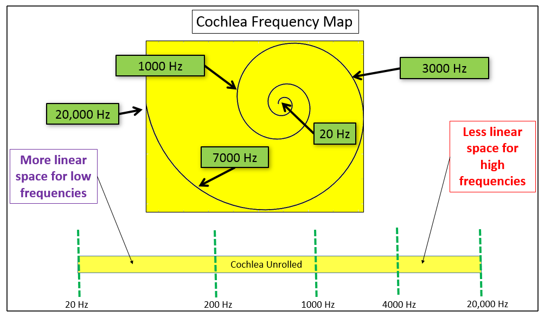 Cochlea Frequency Map
1000 Hz
3000 Hz
20,000 Hz
20 Hz
7000 Hz
More linear
space for low
frequencies
Less linear
space for
high
frequencies
Cochlea Unrolled
20 Hz
200 Hz
1000 Hz
4000 Hz
20,000 Hz